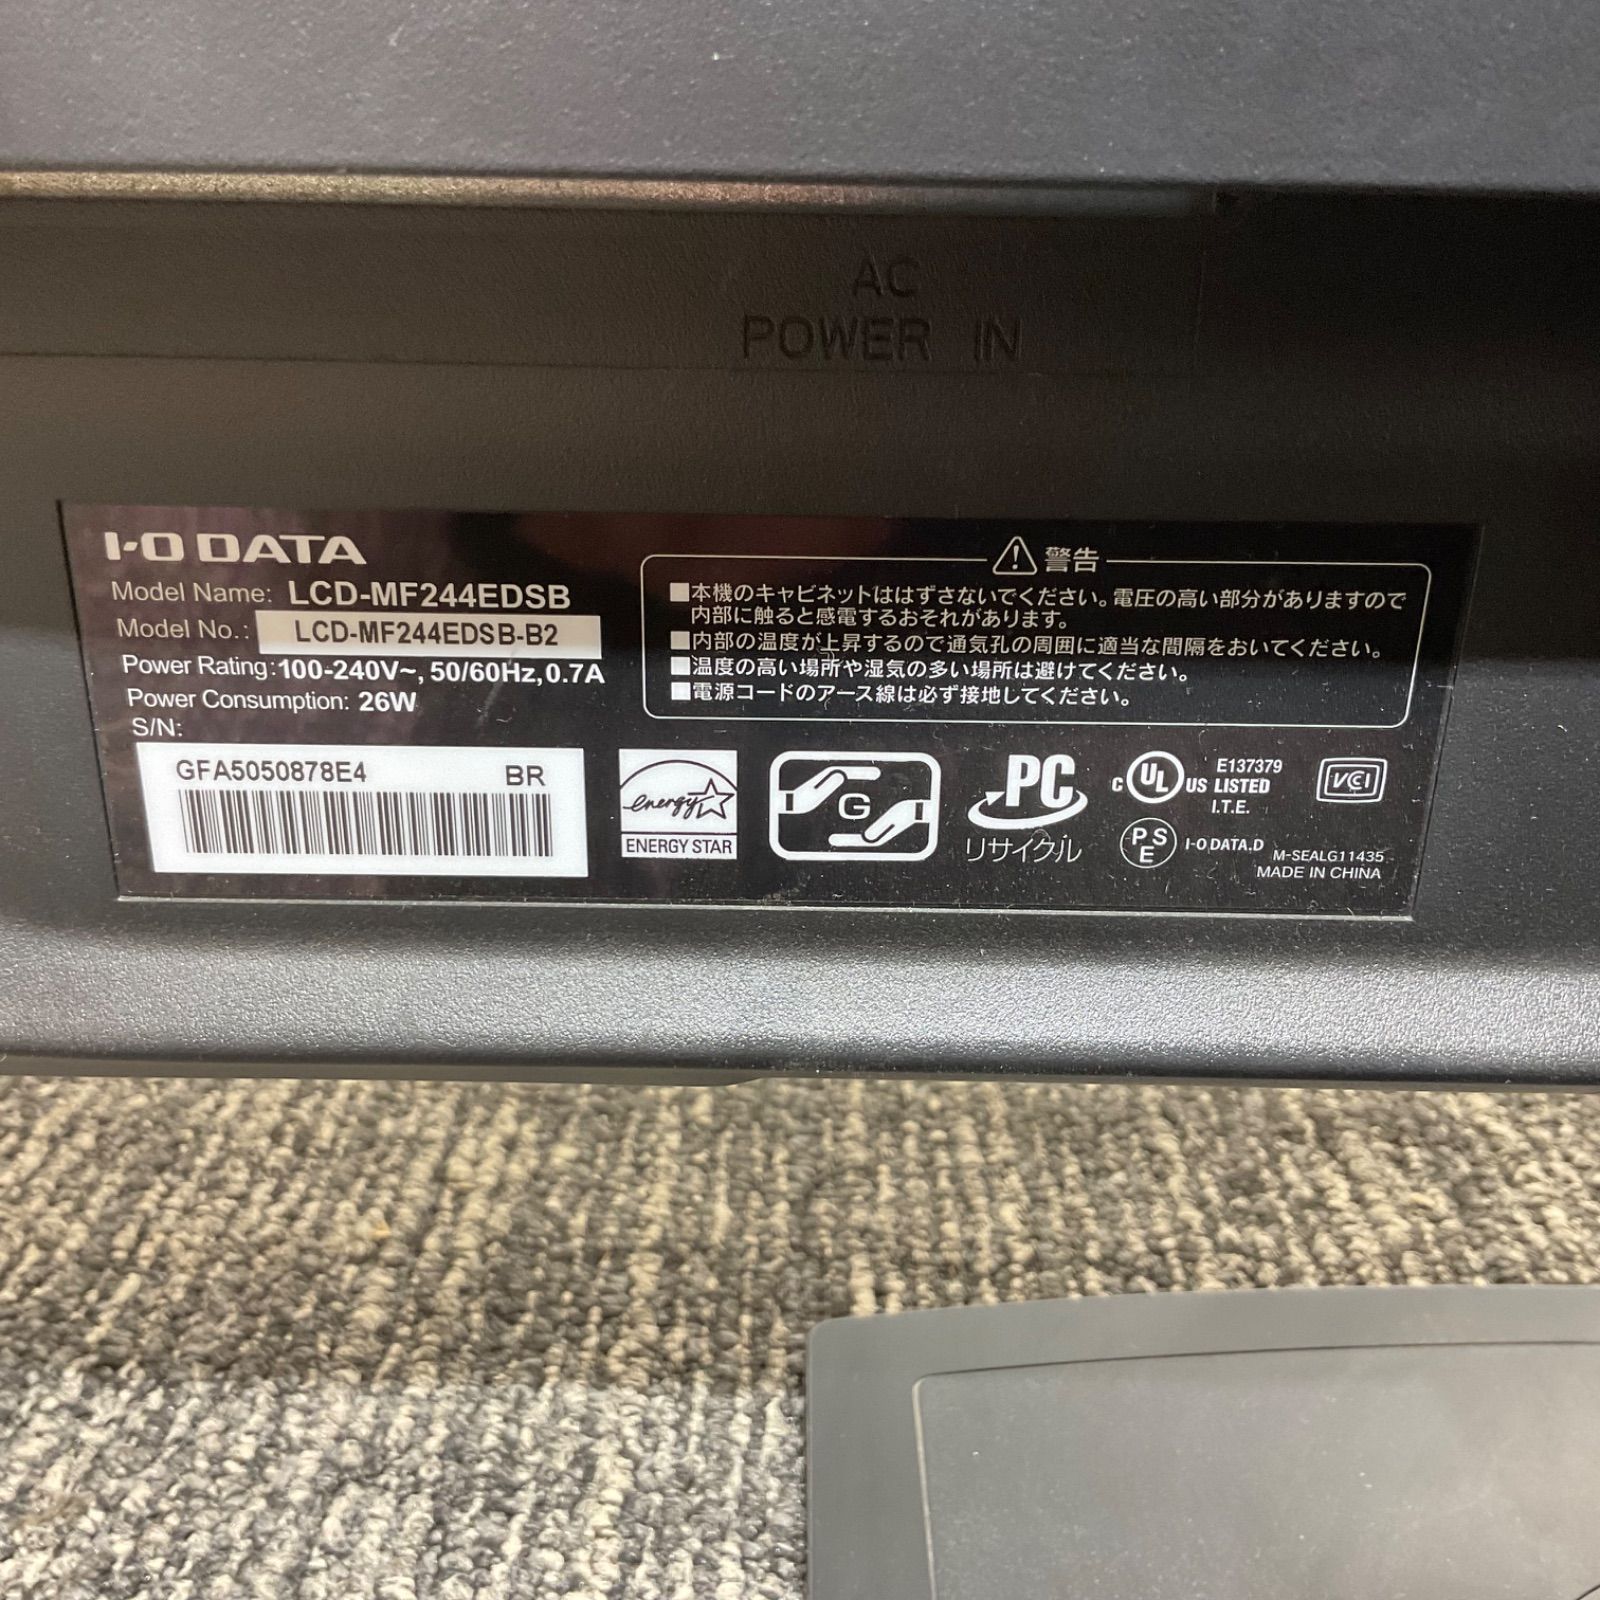 AC
POWER IN
I-O DATA
Model Name: LCD-MF244EDSB
Model No.: LCD-MF244EDSB-B2
Power Rating:100-240V~, 50/60Hz,0.7A
Power Consumption: 26W
S/N:
GFA5050878E4 BR
警告
■本機のキャビネットははずさないでください。電圧の高い部分がありますので
内部に触ると感電するおそれがあります。
■内部の温度が上昇するので通気孔の周囲に適当な間隔をおいてください。
■温度の高い場所や湿気の多い場所は避けてください。
■電源コードのアース線は必ず接地してください。
energy
ENERGY STAR
G
PC
リサイクル
C UL US LISTED
E137379
I.T.E.
VCCI
PSE
I-O DATA.D
M-SEALG11435
MADE IN CHINA